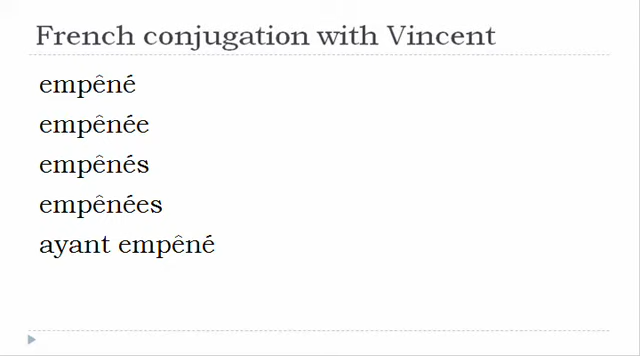 French conjugation with Vincent
empêné
empênée
empênés
empênées
ayant empêné